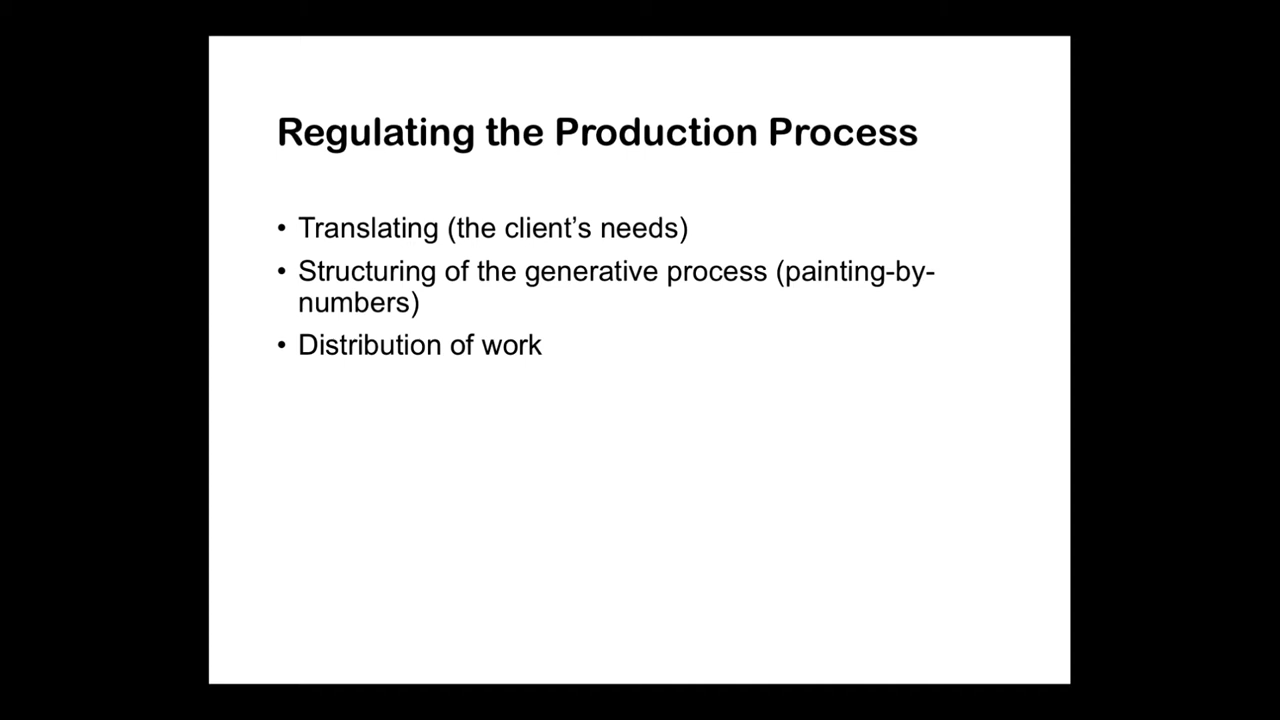 Regulating the Production Process
• Translating (the client’s needs)
• Structuring of the generative process (painting-by-
numbers)
• Distribution of work